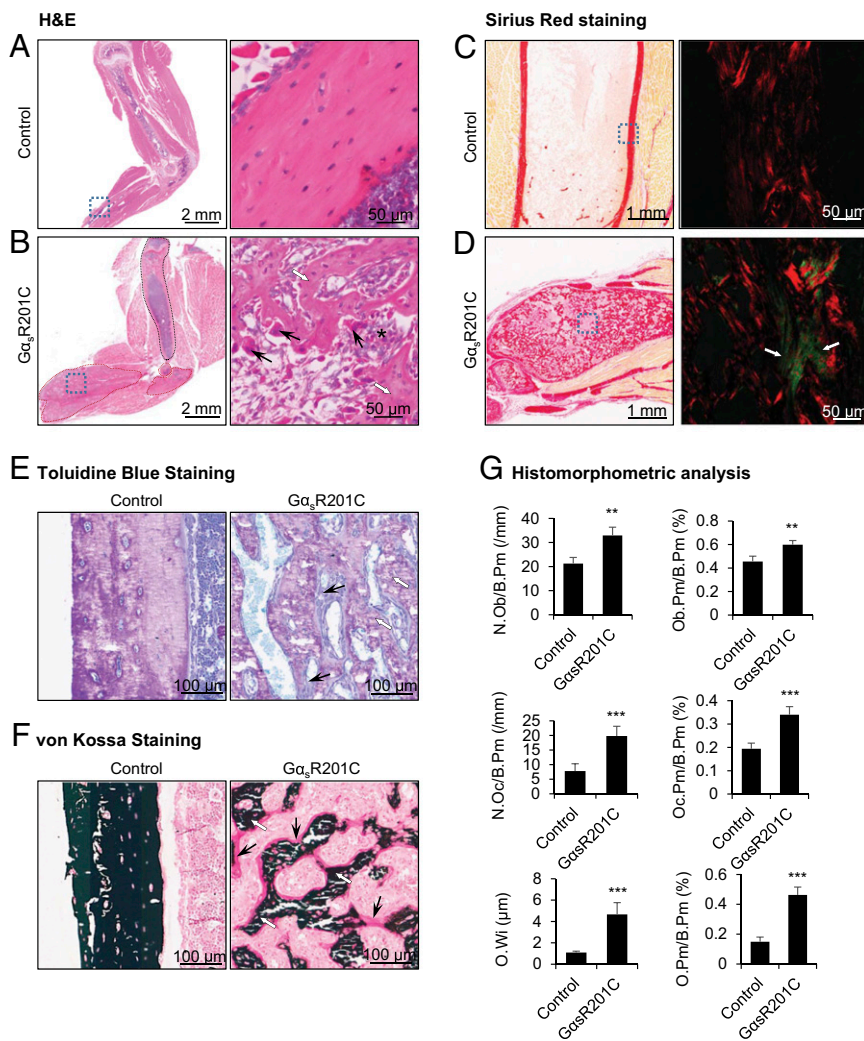 H&E
Sirius Red staining
A
Control
2 mm
50 µm
B
GαₛR201C
*
2 mm
50 µm
C
Control
1 mm
50 µm
D
GαₛR201C
1 mm
50 µm
E Toluidine Blue Staining
Control
GαₛR201C
100 µm
100 µm
F von Kossa Staining
Control
GαₛR201C
100 µm
100 µm
G Histomorphometric analysis
N.Ob/B.Pm (/mm)
40
30
20
10
0
**
Control
GαsR201C
Ob.Pm/B.Pm (%)
0.8
0.6
0.4
0.2
0
**
Control
GαsR201C
N.Oc/B.Pm (/mm)
25
20
15
10
5
0
***
Control
GαsR201C
Oc.Pm/B.Pm (%)
0.4
0.3
0.2
0.1
0
***
Control
GαsR201C
O.Wi (µm)
8
6
4
2
0
***
Control
GαsR201C
O.Pm/B.Pm (%)
0.6
0.4
0.2
0
***
Control
GαsR201C